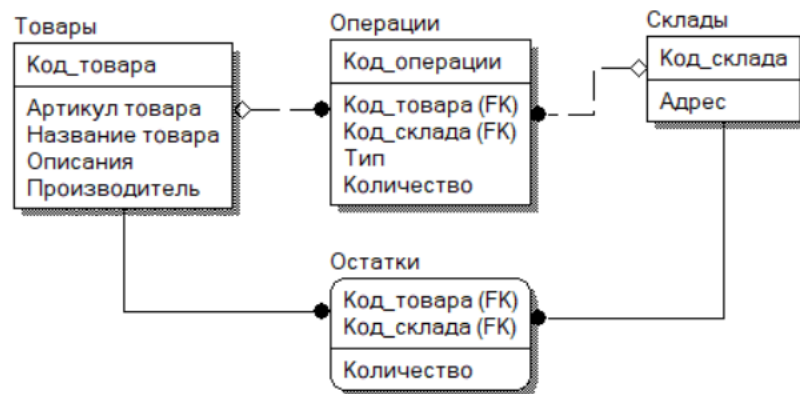 Товары
Код_товара
Артикул товара
Название товара
Описания
Производитель
Операции
Код_операции
Код_товара (FK)
Код_склада (FK)
Тип
Количество
Склады
Код_склада
Адрес
Остатки
Код_товара (FK)
Код_склада (FK)
Количество